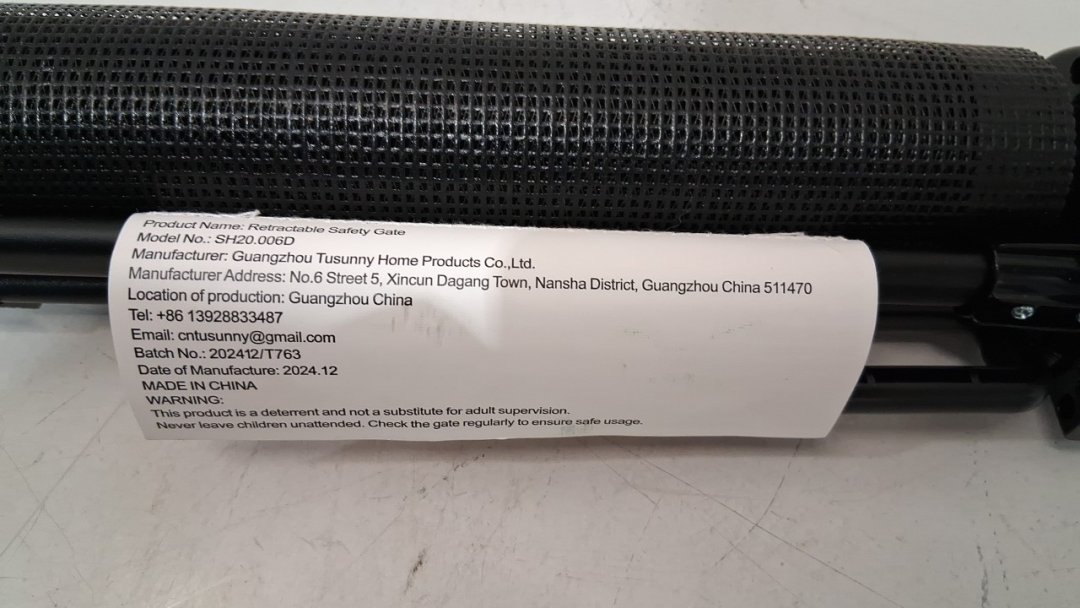 Product Name: Retractable Safety Gate
Model No.: SH20.006D
Manufacturer: Guangzhou Tusunny Home Products Co.,Ltd.
Manufacturer Address: No.6 Street 5, Xincun Dagang Town, Nansha District, Guangzhou China 511470
Location of production: Guangzhou China
Tel: +86 13928833487
Email: cntusunny@gmail.com
Batch No.: 202412/T763
Date of Manufacture: 2024.12
MADE IN CHINA
WARNING:
This product is a deterrent and not a substitute for adult supervision.
Never leave children unattended. Check the gate regularly to ensure safe usage.